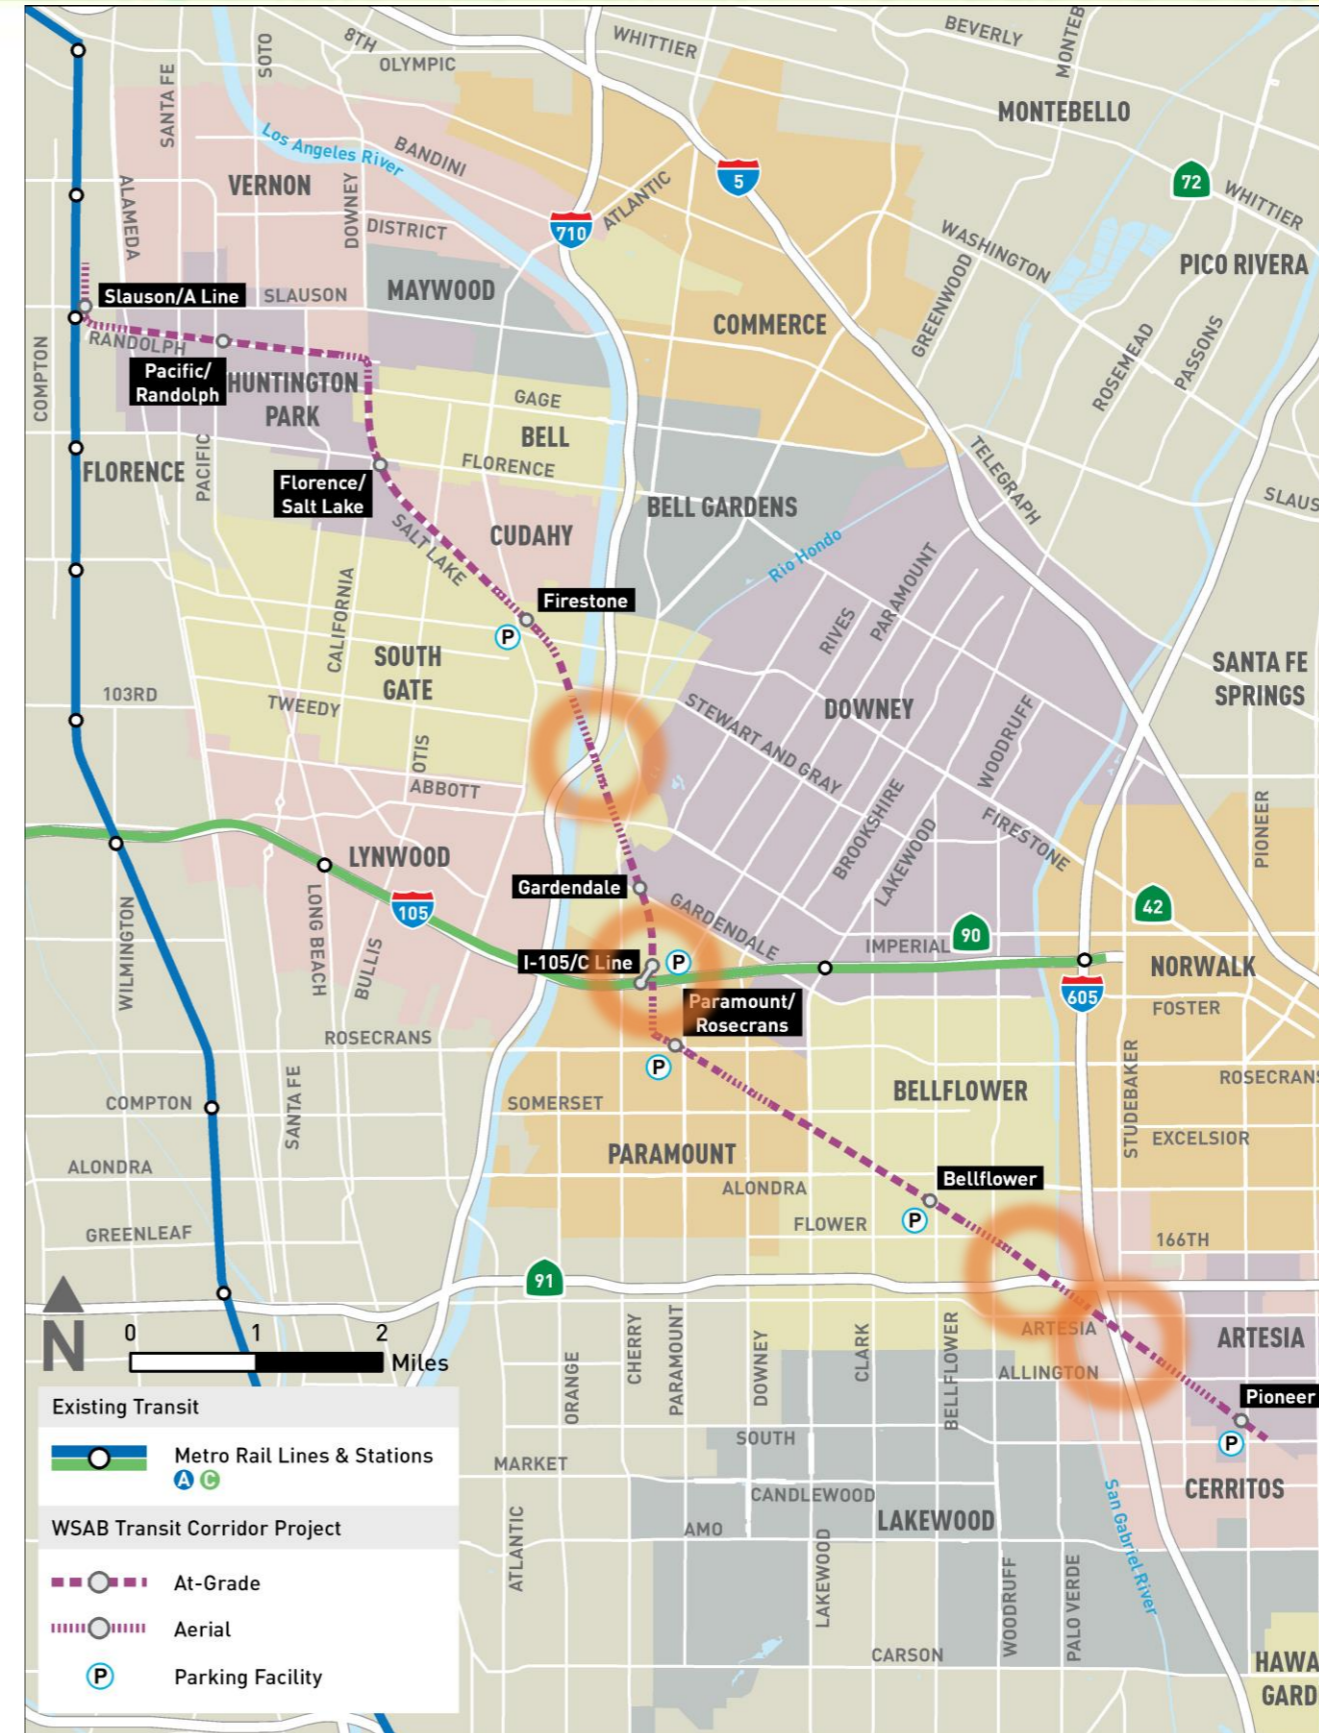 BEVERLY
MONTEB
WHITTIER
8TH
OLYMPIC
SOTO
SANTA FE
MONTEBELLO
Los Angeles River
BANDINI
5
72
WHITTIER
VERNON
ALAMEDA
DOWNEY
DISTRICT
710
ATLANTIC
WASHINGTON
PICO RIVERA
MAYWOOD
Slauson/A Line
SLAUSON
COMMERCE
GREENWOOD
RANDOLPH
COMPTON
ROSEMEAD
PASSONS
Pacific/
Randolph
HUNTINGTON
PARK
GAGE
BELL
FLORENCE
FLORENCE
PACIFIC
Florence/
Salt Lake
BELL GARDENS
TELEGRAPH
SLAUS
SALT LAKE
CUDAHY
Rio Hondo
Firestone
P
CALIFORNIA
SOUTH
GATE
RIVES
PARAMOUNT
SANTA FE
SPRINGS
103RD
TWEEDY
DOWNEY
STEWART AND GRAY
WOODRUFF
OTIS
ABBOTT
BROOKSHIRE
LAKEWOOD
FIRESTONE
PIONEER
LYNWOOD
105
Gardendale
GARDENDALE
42
LONG BEACH
BULLIS
WILMINGTON
IMPERIAL
90
I-105/C Line
P
NORWALK
605
FOSTER
Paramount/
Rosecrans
ROSECRANS
P
STUDEBAKER
ROSECRANS
SANTA FE
COMPTON
SOMERSET
BELLFLOWER
EXCELSIOR
ALONDRA
PARAMOUNT
ALONDRA
Bellflower
P
FLOWER
GREENLEAF
166TH
91
N
0 1 2
Miles
CHERRY
PARAMOUNT
DOWNEY
CLARK
BELLFLOWER
ARTESIA
ARTESIA
ALLINGTON
ORANGE
Pioneer
P
SOUTH
MARKET
CERRITOS
CANDLEWOOD
AMO
LAKEWOOD
San Gabriel River
ATLANTIC
LAKEWOOD
WOODRUFF
PALO VERDE
CARSON
HAWA
GARD
Existing Transit
Metro Rail Lines & Stations
A C
WSAB Transit Corridor Project
At-Grade
Aerial
P Parking Facility